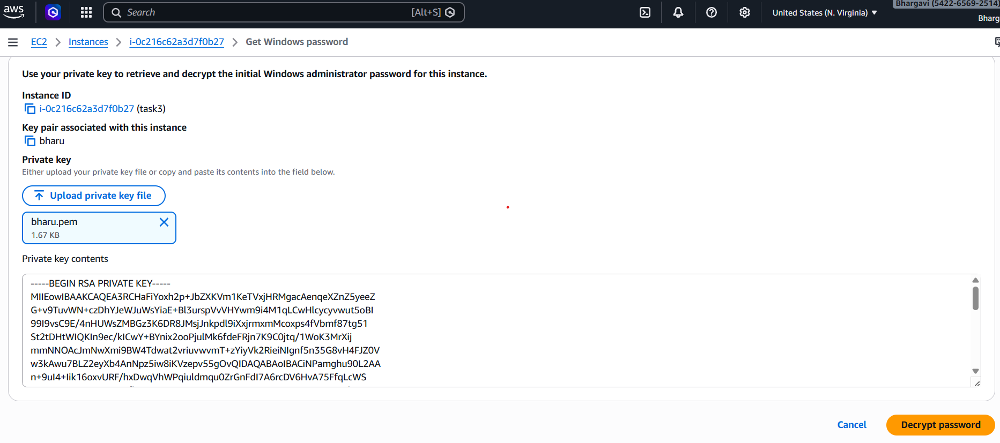 aws
Search
[Alt+S]
United States (N. Virginia)
Bhargavi (5422-6569-2514)
Bharg
EC2
Instances
i-0c216c62a3d7f0b27
Get Windows password
Use your private key to retrieve and decrypt the initial Windows administrator password for this instance.
Instance ID
i-0c216c62a3d7f0b27 (task3)
Key pair associated with this instance
bharu
Private key
Either upload your private key file or copy and paste its contents into the field below.
Upload private key file
bharu.pem
1.67 KB
Private key contents
-----BEGIN RSA PRIVATE KEY-----
MIIEowIBAAKCAQEA3RCHaFiYoxh2p+JbZXKVm1KeTVxjHRMgacAenqeXZnZ5yeeZ
G+v9TuvWN+czDhYJeWJuWsYiaE+Bl3urspVvVHYwm9i4M1qLCwHlcycyvwut5oBI
99I9vsC9E/4nHUWsZMBGz3K6DR8JMsjJnkpdl9iXxjrmxmMcoxps4fVbmf87tg51
St2tDHtWIQKIn9ec/kICwY+BYnix2ooPjulMk6fdeFRjn7K9C0jtq/1WoK3MrXij
mmNNOAcJmNwXmi9BW4Tdwat2vriuvwvmT+zYiyVk2RieiNIgnf5n35G8vH4FJZ0V
w3kAwu7BLZ2eyXb4AnNpz5iw8iKVzepv55gOvQIDAQABAoIBACiNPamghu90L2AA
n+9uI4+Iik16oxvURF/hxDwqVhWPqiuldmqu0ZrGnFdI7A6rcDV6HvA75FfqLcWS
Cancel
Decrypt password